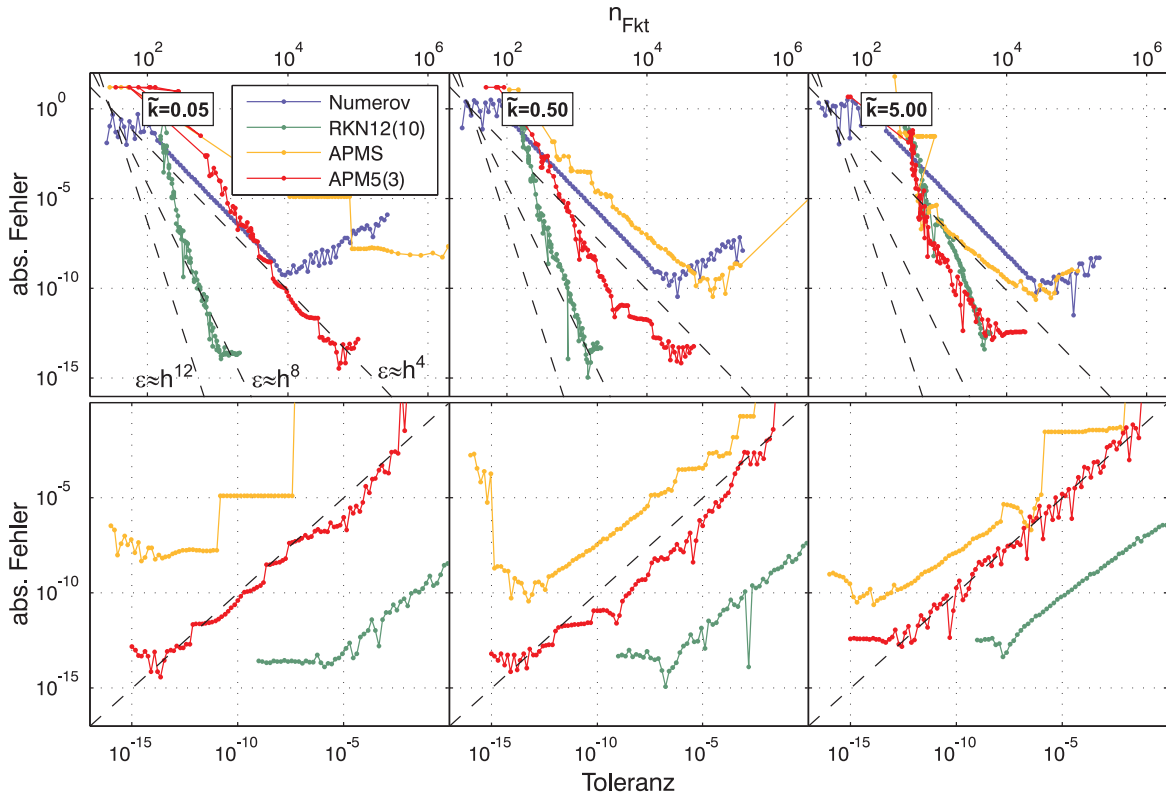 n_Fkt
10^2 10^4 10^6 10^2 10^4 10^6 10^2 10^4 10^6
k̃=0.05
k̃=0.50
k̃=5.00
Numerov
RKN12(10)
APMS
APM5(3)
abs. Fehler
10^0
10^-5
10^-10
10^-15
ε≈h^12
ε≈h^8
ε≈h^4
abs. Fehler
10^-5
10^-10
10^-15
10^-15 10^-10 10^-5 10^-15 10^-10 10^-5 10^-15 10^-10 10^-5
Toleranz